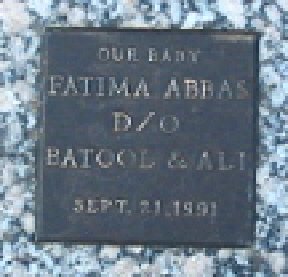 OUR BABY
FATIMA ABBAS
D/O
BATOOL & ALI
SEPT. 21, 1991